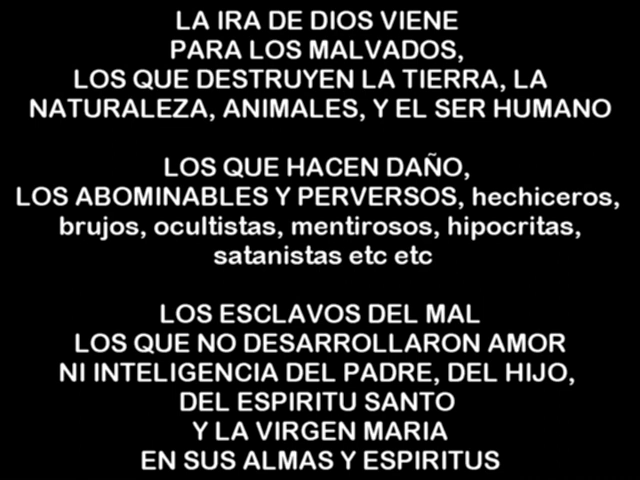 LA IRA DE DIOS VIENE
PARA LOS MALVADOS,
LOS QUE DESTRUYEN LA TIERRA, LA
NATURALEZA, ANIMALES, Y EL SER HUMANO
LOS QUE HACEN DAÑO,
LOS ABOMINABLES Y PERVERSOS, hechiceros,
brujos, ocultistas, mentirosos, hipocritas,
satanistas etc etc
LOS ESCLAVOS DEL MAL
LOS QUE NO DESARROLLARON AMOR
NI INTELIGENCIA DEL PADRE, DEL HIJO,
DEL ESPIRITU SANTO
Y LA VIRGEN MARIA
EN SUS ALMAS Y ESPIRITUS